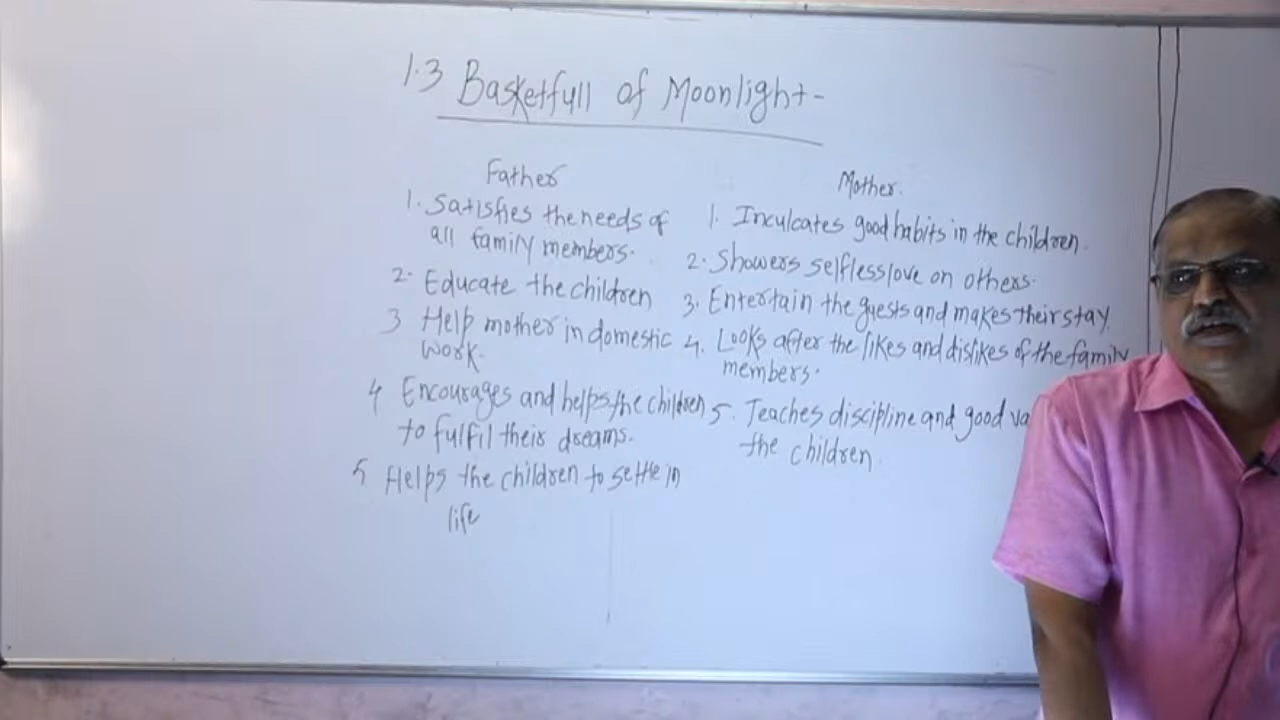 1.3 Basketfull of Moonlight-
Father
1. Satisfies the needs of
all family members.
2. Educate the children
3 Help mother in domestic
work.
4 Encourages and helps the children
to fulfil their dreams.
5 Helps the children to settle in
life
Mother.
1. Inculcates good habits in the children.
2. Showers selfless love on others.
3. Entertain the guests and makes their stay.
4. Looks after the likes and dislikes of the family
members.
5. Teaches discipline and good va
the children.